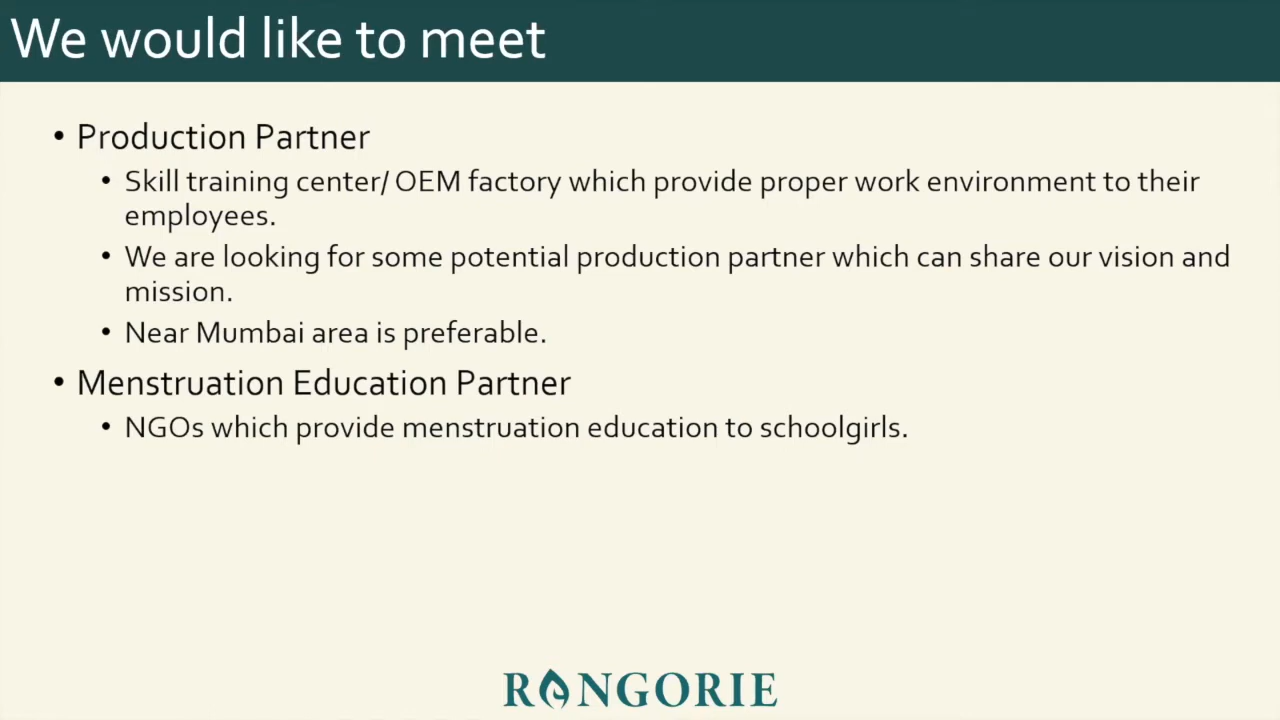 We would like to meet
• Production Partner
• Skill training center/ OEM factory which provide proper work environment to their
employees.
• We are looking for some potential production partner which can share our vision and
mission.
• Near Mumbai area is preferable.
• Menstruation Education Partner
• NGOs which provide menstruation education to schoolgirls.
RANGORIE